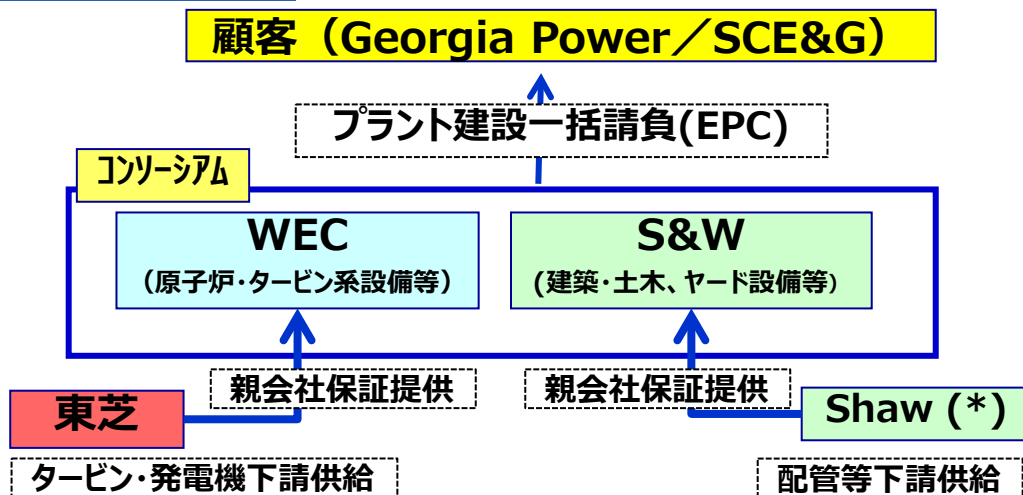 顧客（Georgia Power／SCE&G）
プラント建設一括請負(EPC)
コンソーシアム
WEC
（原子炉・タービン系設備等）
S&W
(建築・土木、ヤード設備等）
親会社保証提供
親会社保証提供
東芝
Shaw (*)
タービン・発電機下請供給
配管等下請供給